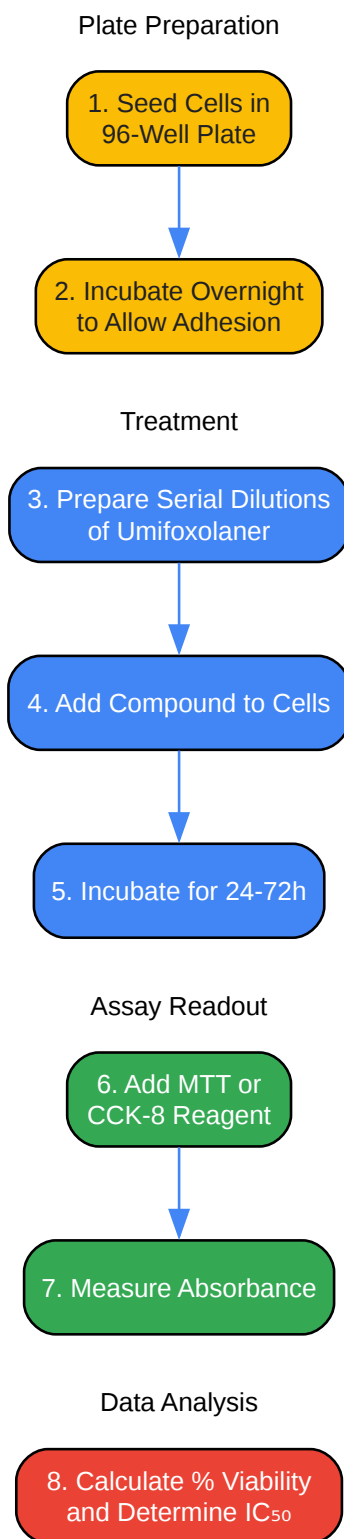 Plate Preparation
1. Seed Cells in
96-Well Plate
2. Incubate Overnight
to Allow Adhesion
Treatment
3. Prepare Serial Dilutions
of Umifoxolaner
4. Add Compound to Cells
5. Incubate for 24-72h
Assay Readout
6. Add MTT or
CCK-8 Reagent
7. Measure Absorbance
Data Analysis
8. Calculate % Viability
and Determine IC₅₀